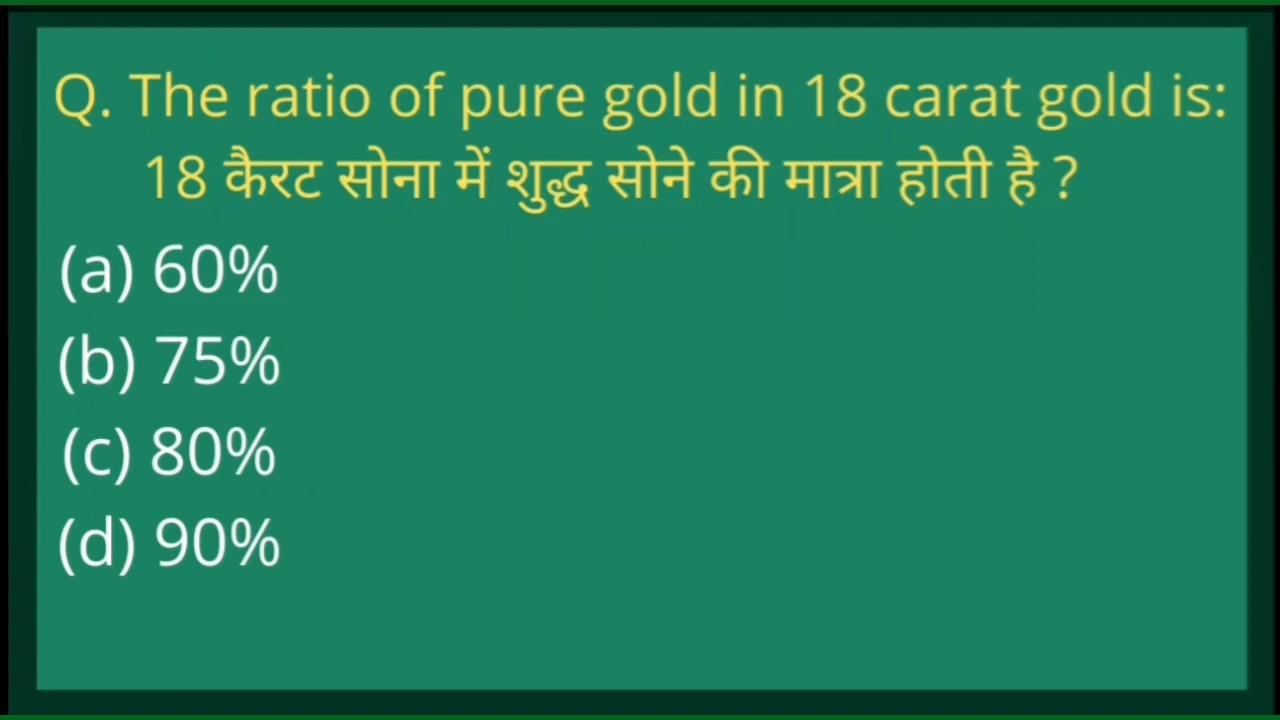 Q. The ratio of pure gold in 18 carat gold is:
18 कैरट सोना में शुद्ध सोने की मात्रा होती है ?
(a) 60%
(b) 75%
(c) 80%
(d) 90%